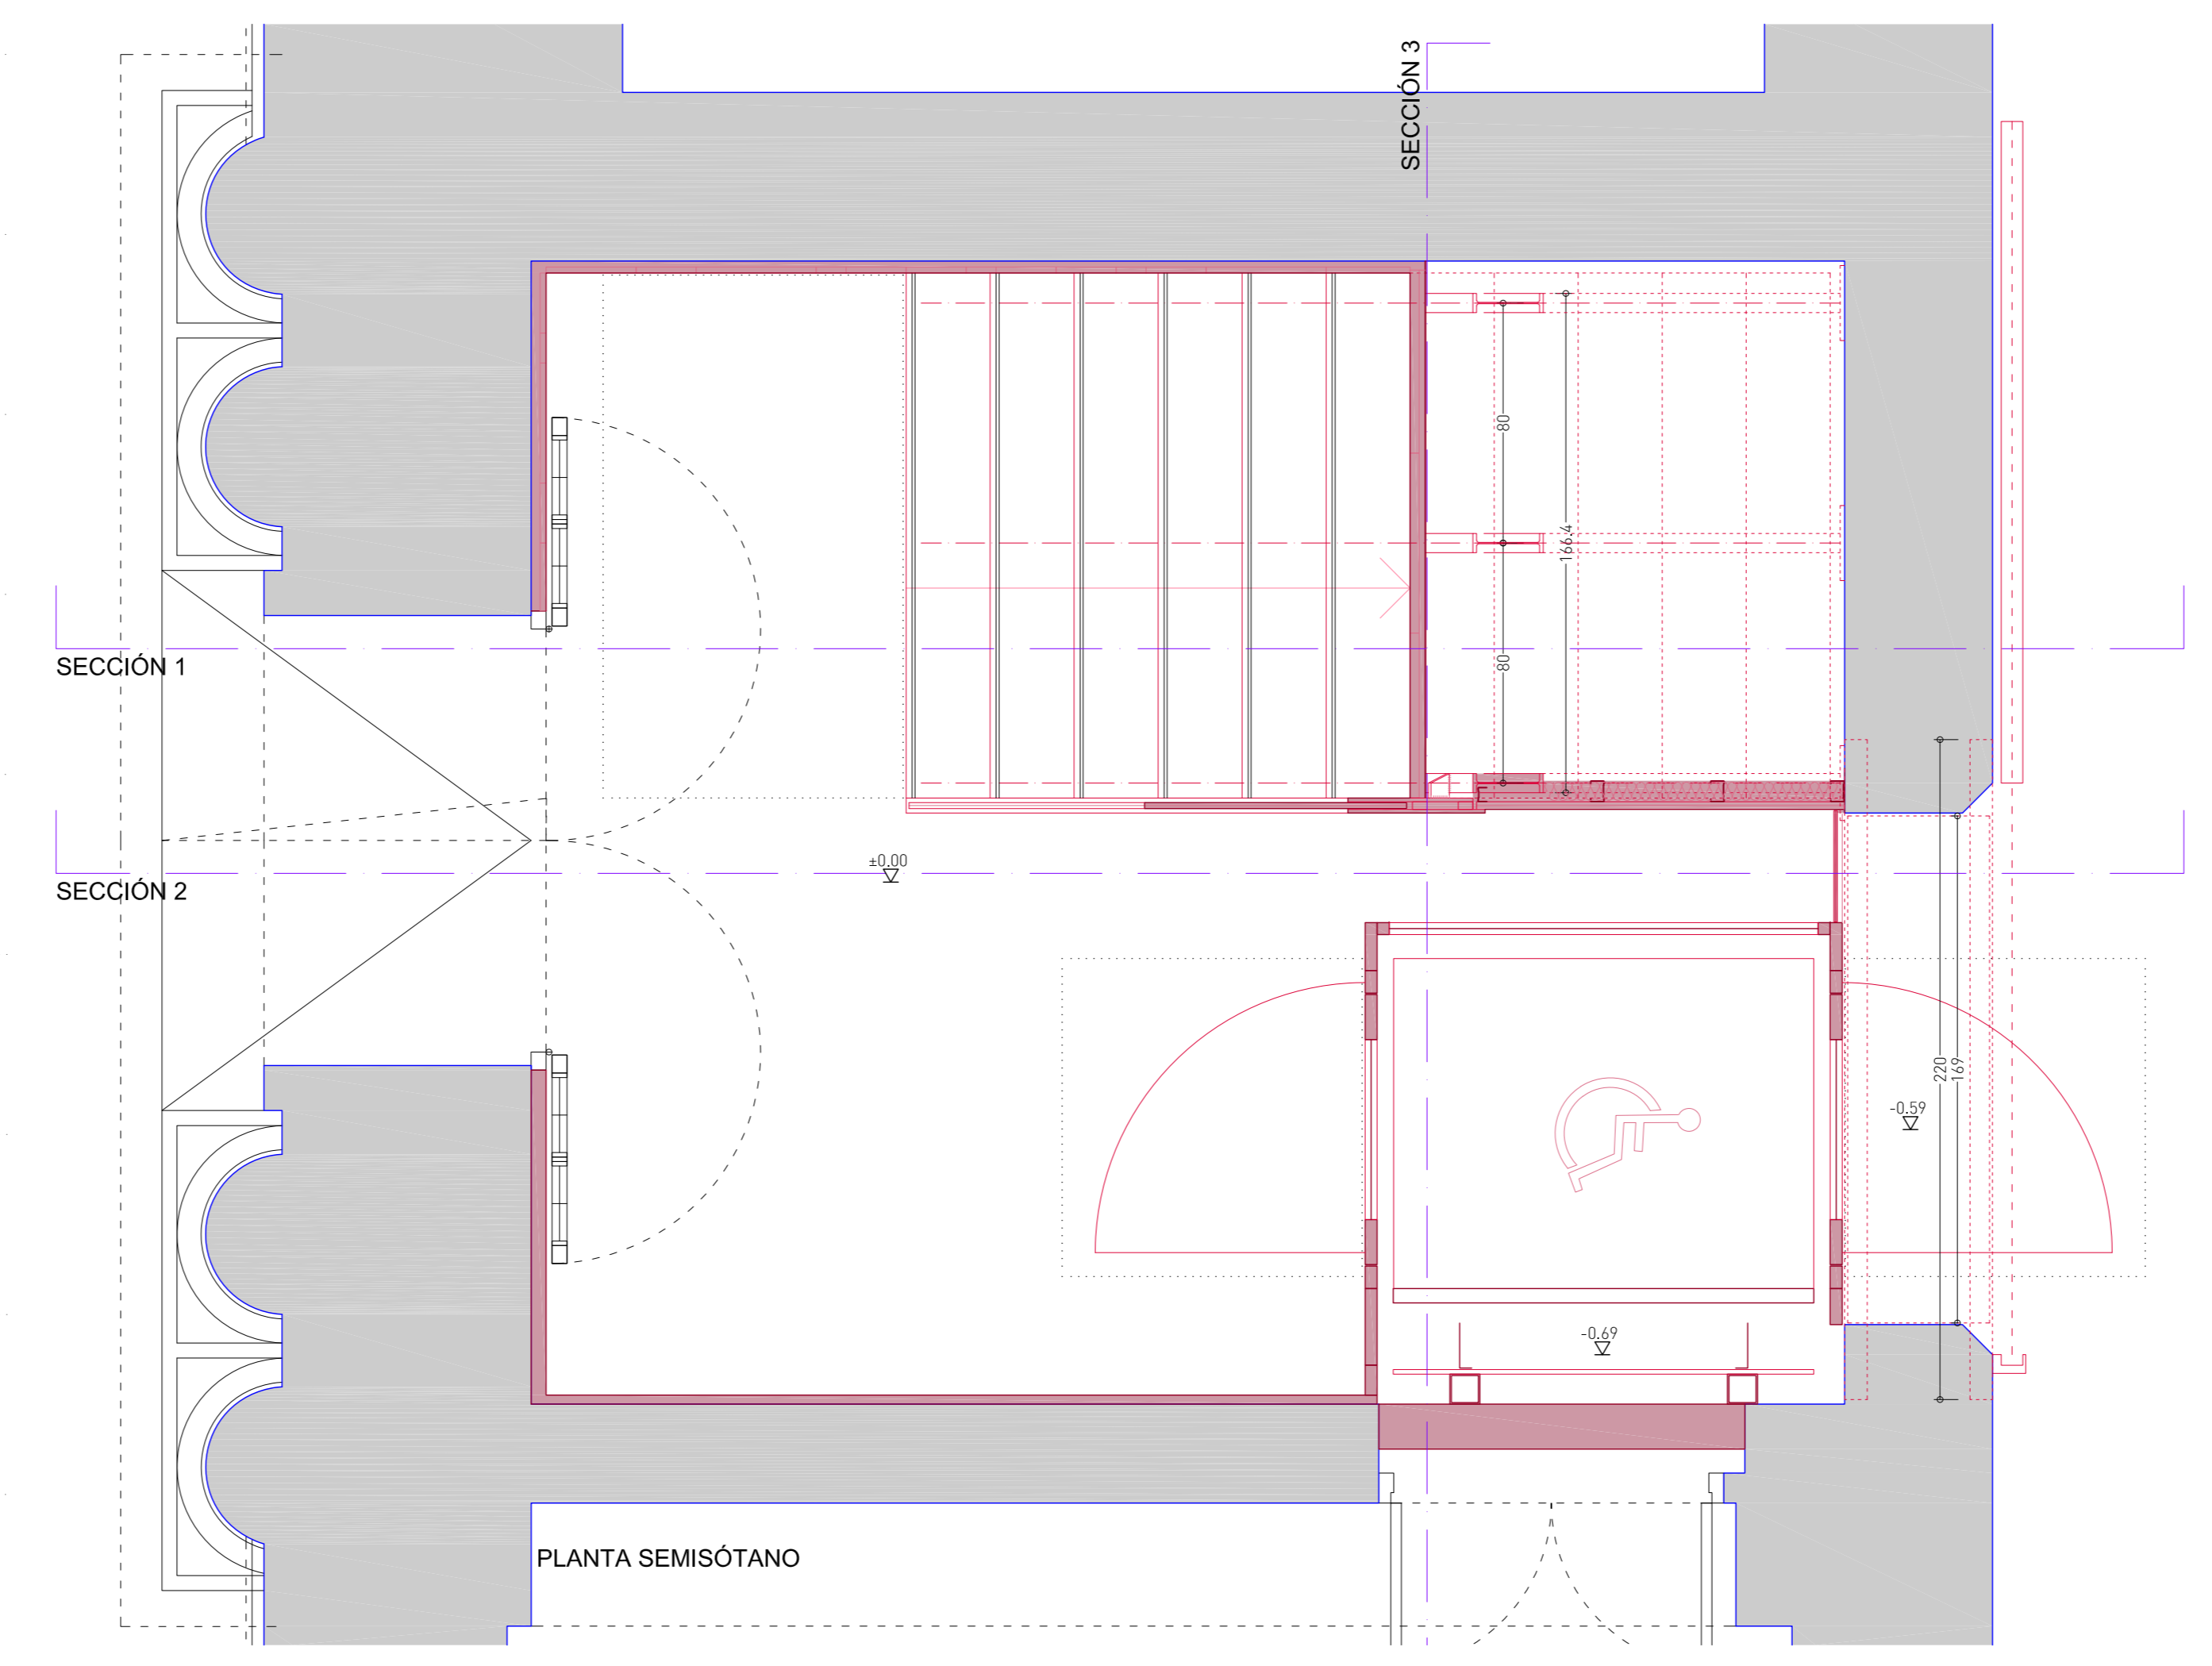 SECCIÓN 3
80
166.4
SECCIÓN 1
80
±0.00
SECCIÓN 2
220
169
-0.59
-0.69
PLANTA SEMISÓTANO